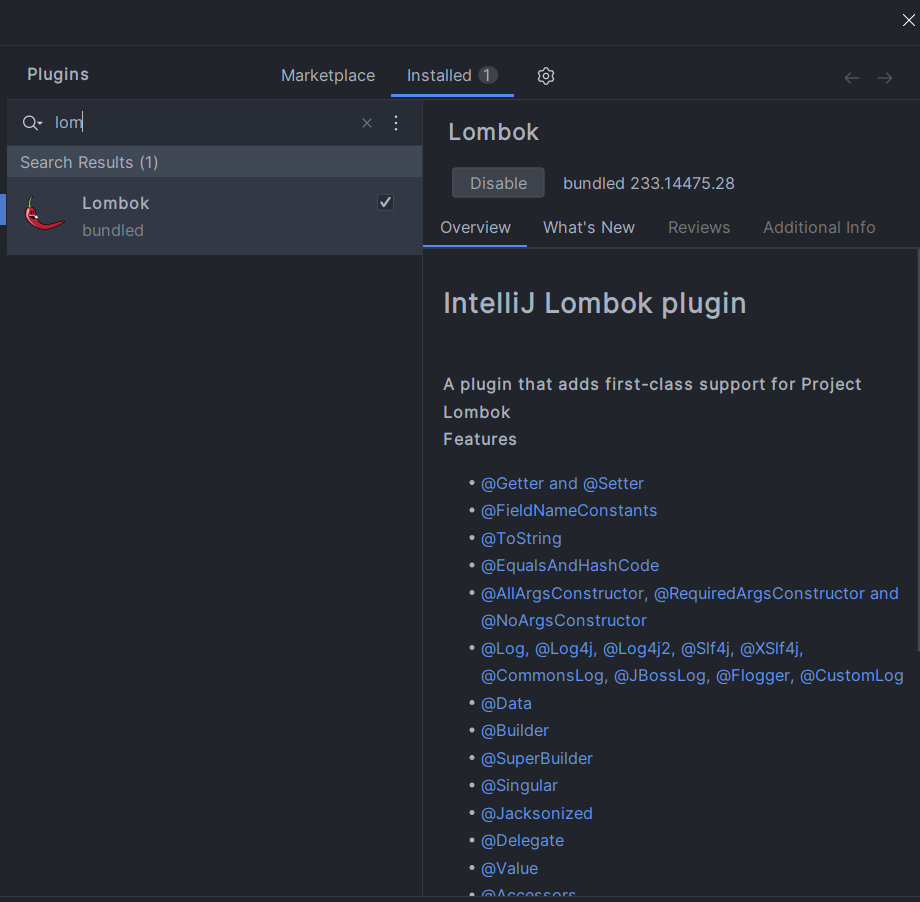 Plugins
Marketplace
Installed 1
lom
Search Results (1)
Lombok
bundled
Lombok
Disable
bundled 233.14475.28
Overview
What's New
Reviews
Additional Info
IntelliJ Lombok plugin
A plugin that adds first-class support for Project
Lombok
Features
• @Getter and @Setter
• @FieldNameConstants
• @ToString
• @EqualsAndHashCode
• @AllArgsConstructor, @RequiredArgsConstructor and
@NoArgsConstructor
• @Log, @Log4j, @Log4j2, @Slf4j, @XSlf4j,
@CommonsLog, @JBossLog, @Flogger, @CustomLog
• @Data
• @Builder
• @SuperBuilder
• @Singular
• @Jacksonized
• @Delegate
• @Value
• @Accessors